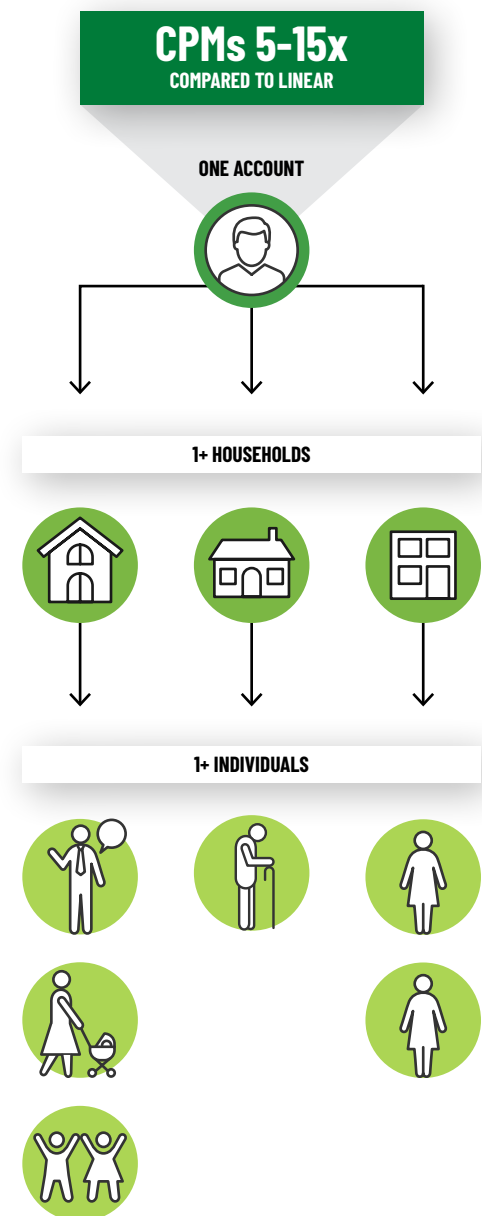 CPMs 5-15x
COMPARED TO LINEAR
ONE ACCOUNT
1+ HOUSEHOLDS
1+ INDIVIDUALS